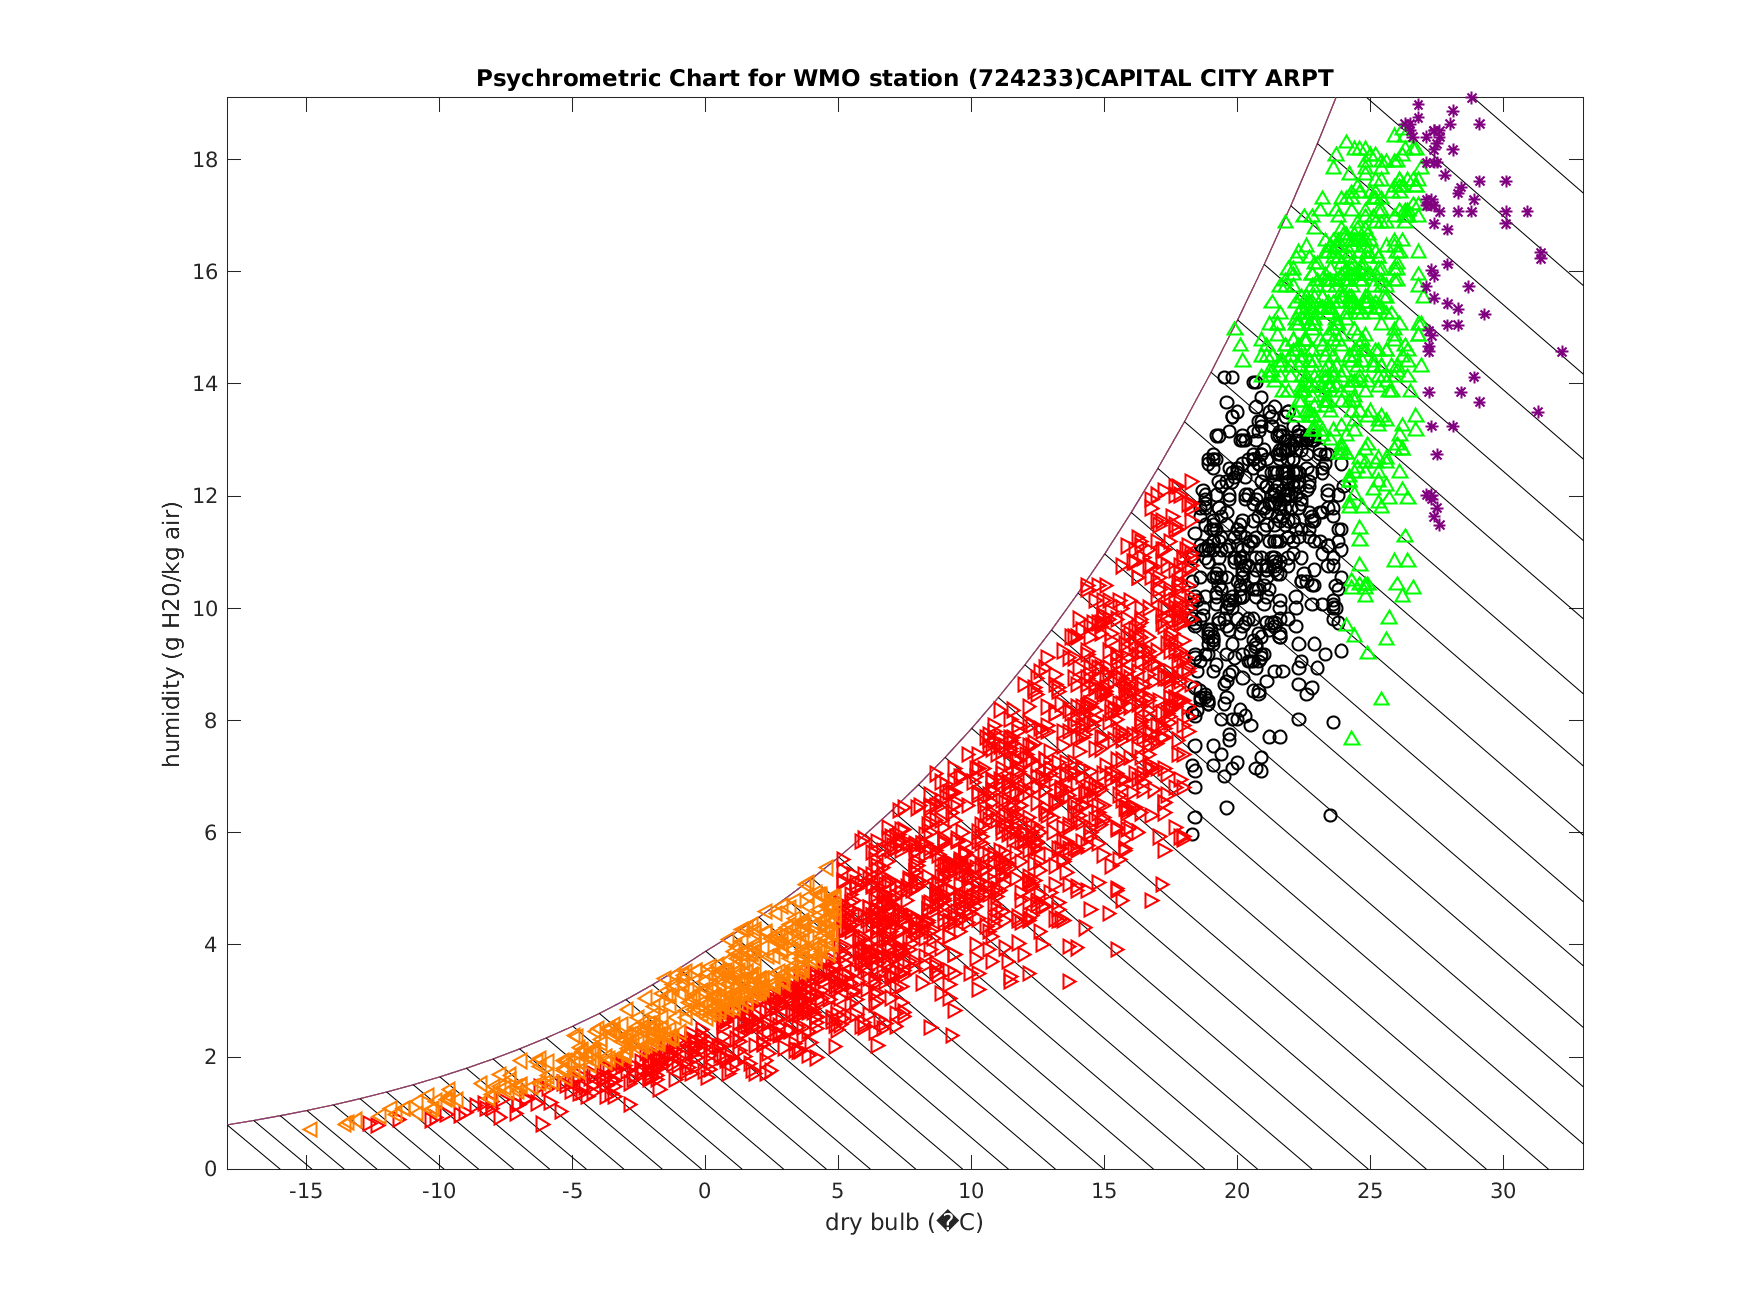 Psychrometric Chart for WMO station (724233)CAPITAL CITY ARPT
18
16
14
12
10
8
6
4
2
0
humidity (g H20/kg air)
-15 -10 -5 0 5 10 15 20 25 30
dry bulb (�C)